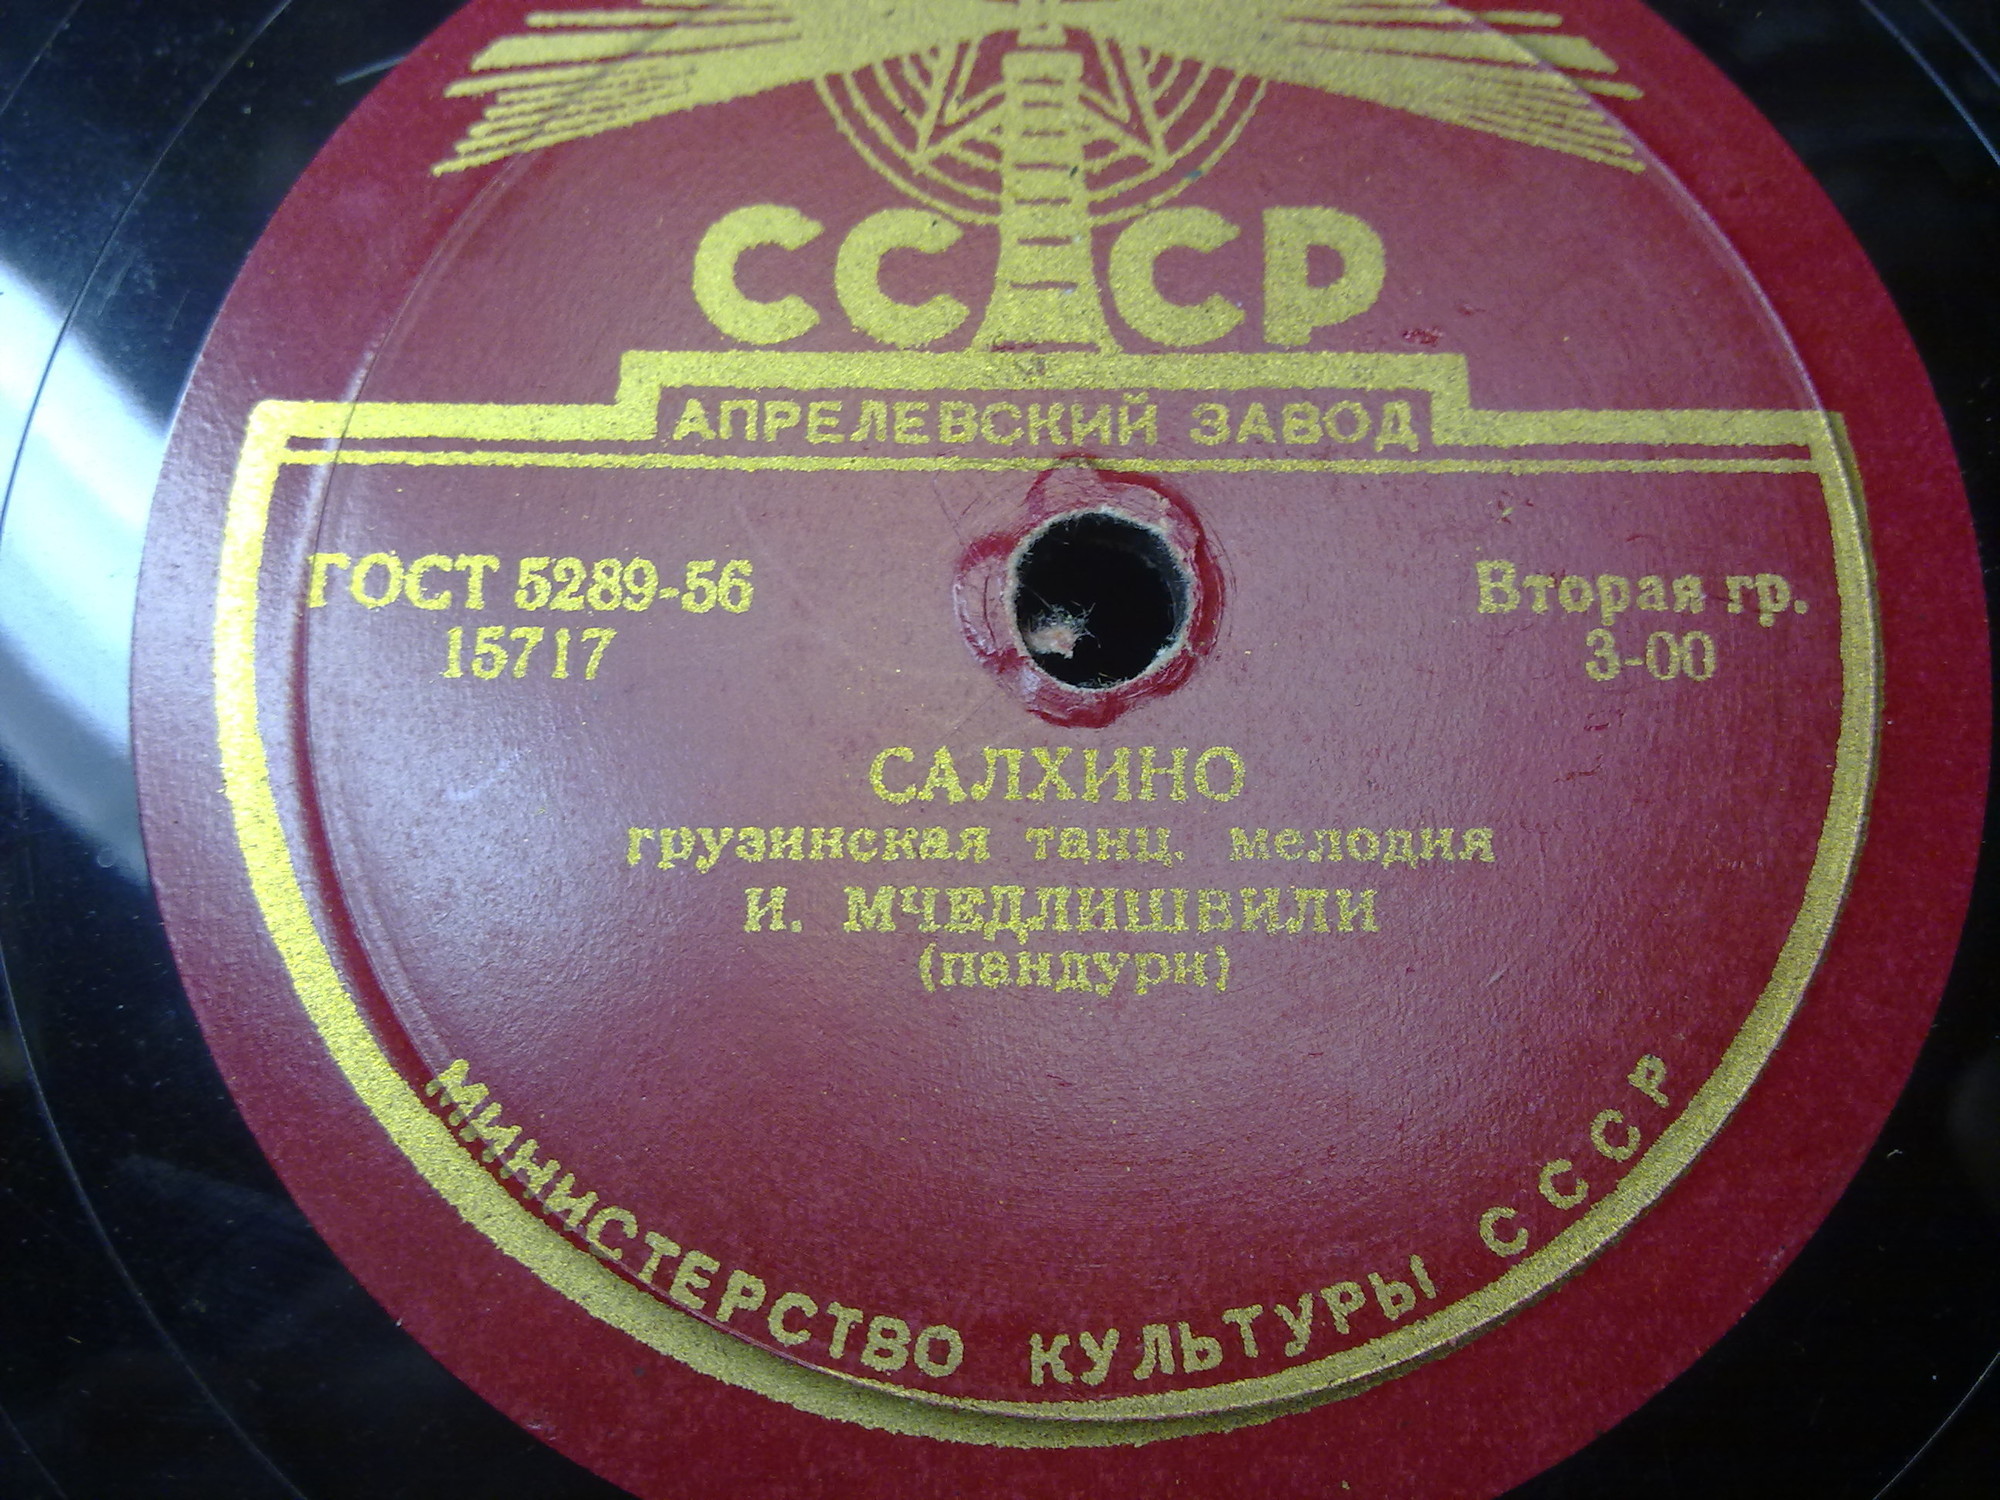 СССР
АПРЕЛЕВСКИЙ ЗАВОД
ГОСТ 5289-56
15717
Вторая гр.
3-00
САЛХИНО
грузинская танц. мелодия
И. МЧЕДЛИШВИЛИ
(пандури)
МИНИСТЕРСТВО КУЛЬТУРЫ СССР